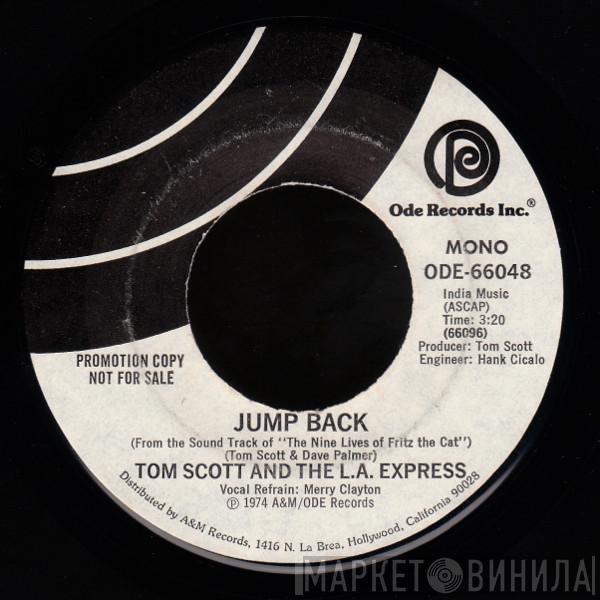 Ode Records Inc.®
MONO
ODE-66048
India Music
(ASCAP)
Time: 3:20
(66096)
Producer: Tom Scott
Engineer: Hank Cicalo
PROMOTION COPY
NOT FOR SALE
JUMP BACK
(From the Sound Track of "The Nine Lives of Fritz the Cat")
(Tom Scott & Dave Palmer)
TOM SCOTT AND THE L.A. EXPRESS
Vocal Refrain: Merry Clayton
℗ 1974 A&M/ODE Records
Distributed by A&M Records, 1416 N. La Brea, Hollywood, California 90028
МАРКЕТ ВИНИЛА